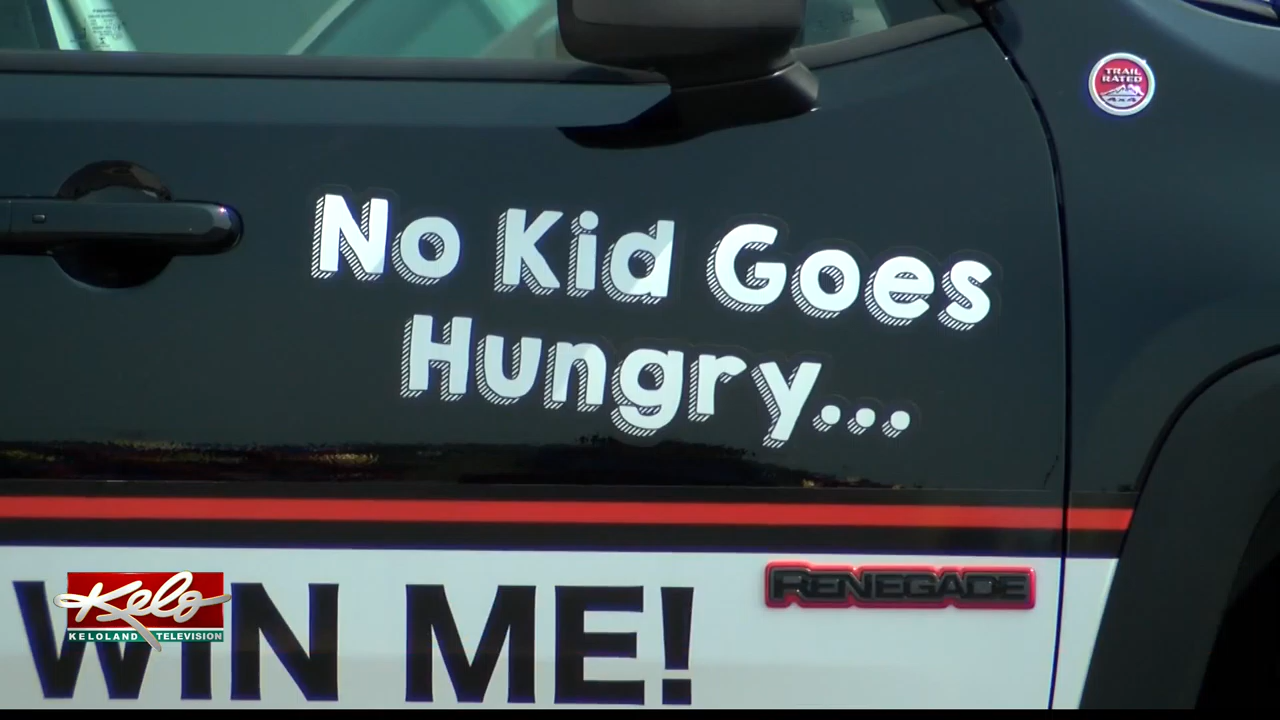 TRAIL
RATED
4x4
No Kid Goes
Hungry...
RENEGADE
WIN ME!
Kelo
KELOLAND TELEVISION